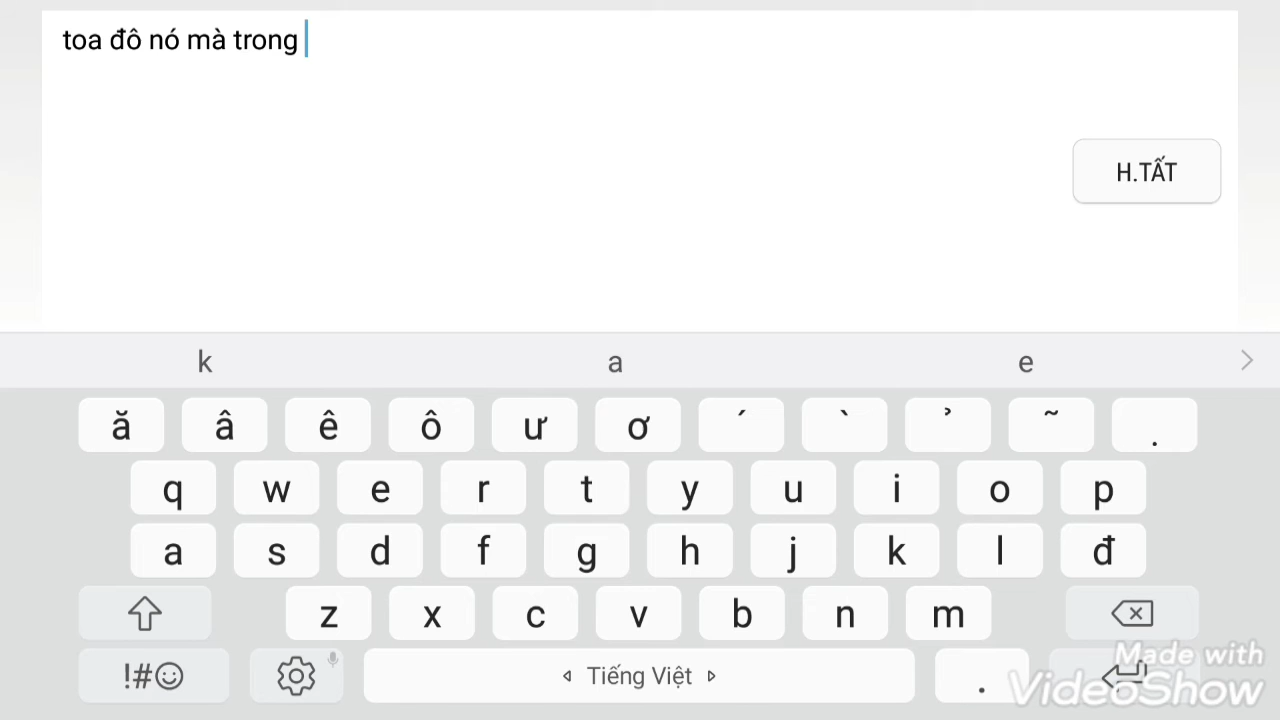 toa đô nó mà trong
H.TẤT
k a e
ă â ê ô ư ơ ´ ` ̉ ~ .
q w e r t y u i o p
a s d f g h j k l đ
z x c v b n m
!#☺ Tiếng Việt .
Made with
VideoShow